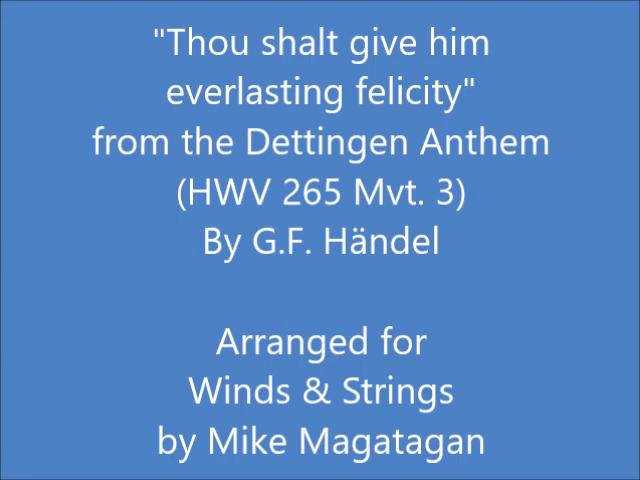 "Thou shalt give him
everlasting felicity"
from the Dettingen Anthem
(HWV 265 Mvt. 3)
By G.F. Händel
Arranged for
Winds & Strings
by Mike Magatagan